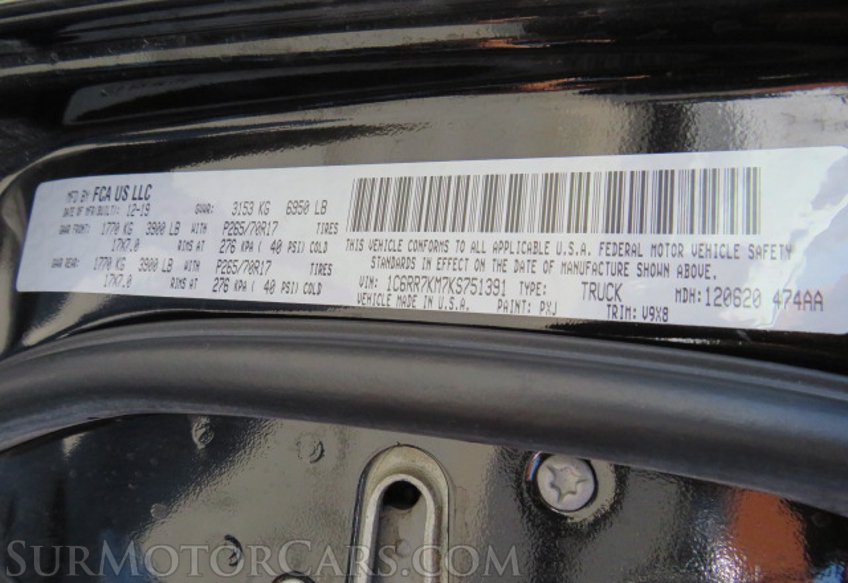 MFD BY FCA US LLC
DATE OF MFR(BUILT): 12-19 GVWR: 3153 KG 6950 LB
GAWR FRONT: 1770 KG 3900 LB WITH P265/70R17 TIRES
17X7.0 RIMS AT 276 KPA ( 40 PSI) COLD
GAWR REAR: 1770 KG 3900 LB WITH P265/70R17 TIRES
17X7.0 RIMS AT 276 KPA ( 40 PSI) COLD
THIS VEHICLE CONFORMS TO ALL APPLICABLE U.S.A. FEDERAL MOTOR VEHICLE SAFETY
STANDARDS IN EFFECT ON THE DATE OF MANUFACTURE SHOWN ABOVE.
VIN: 1C6RR7KM7KS751391 TYPE: TRUCK MDH: 120620 474AA
VEHICLE MADE IN U.S.A. PAINT: PXJ TRIM: V9X8
SURMOTORCARS.COM